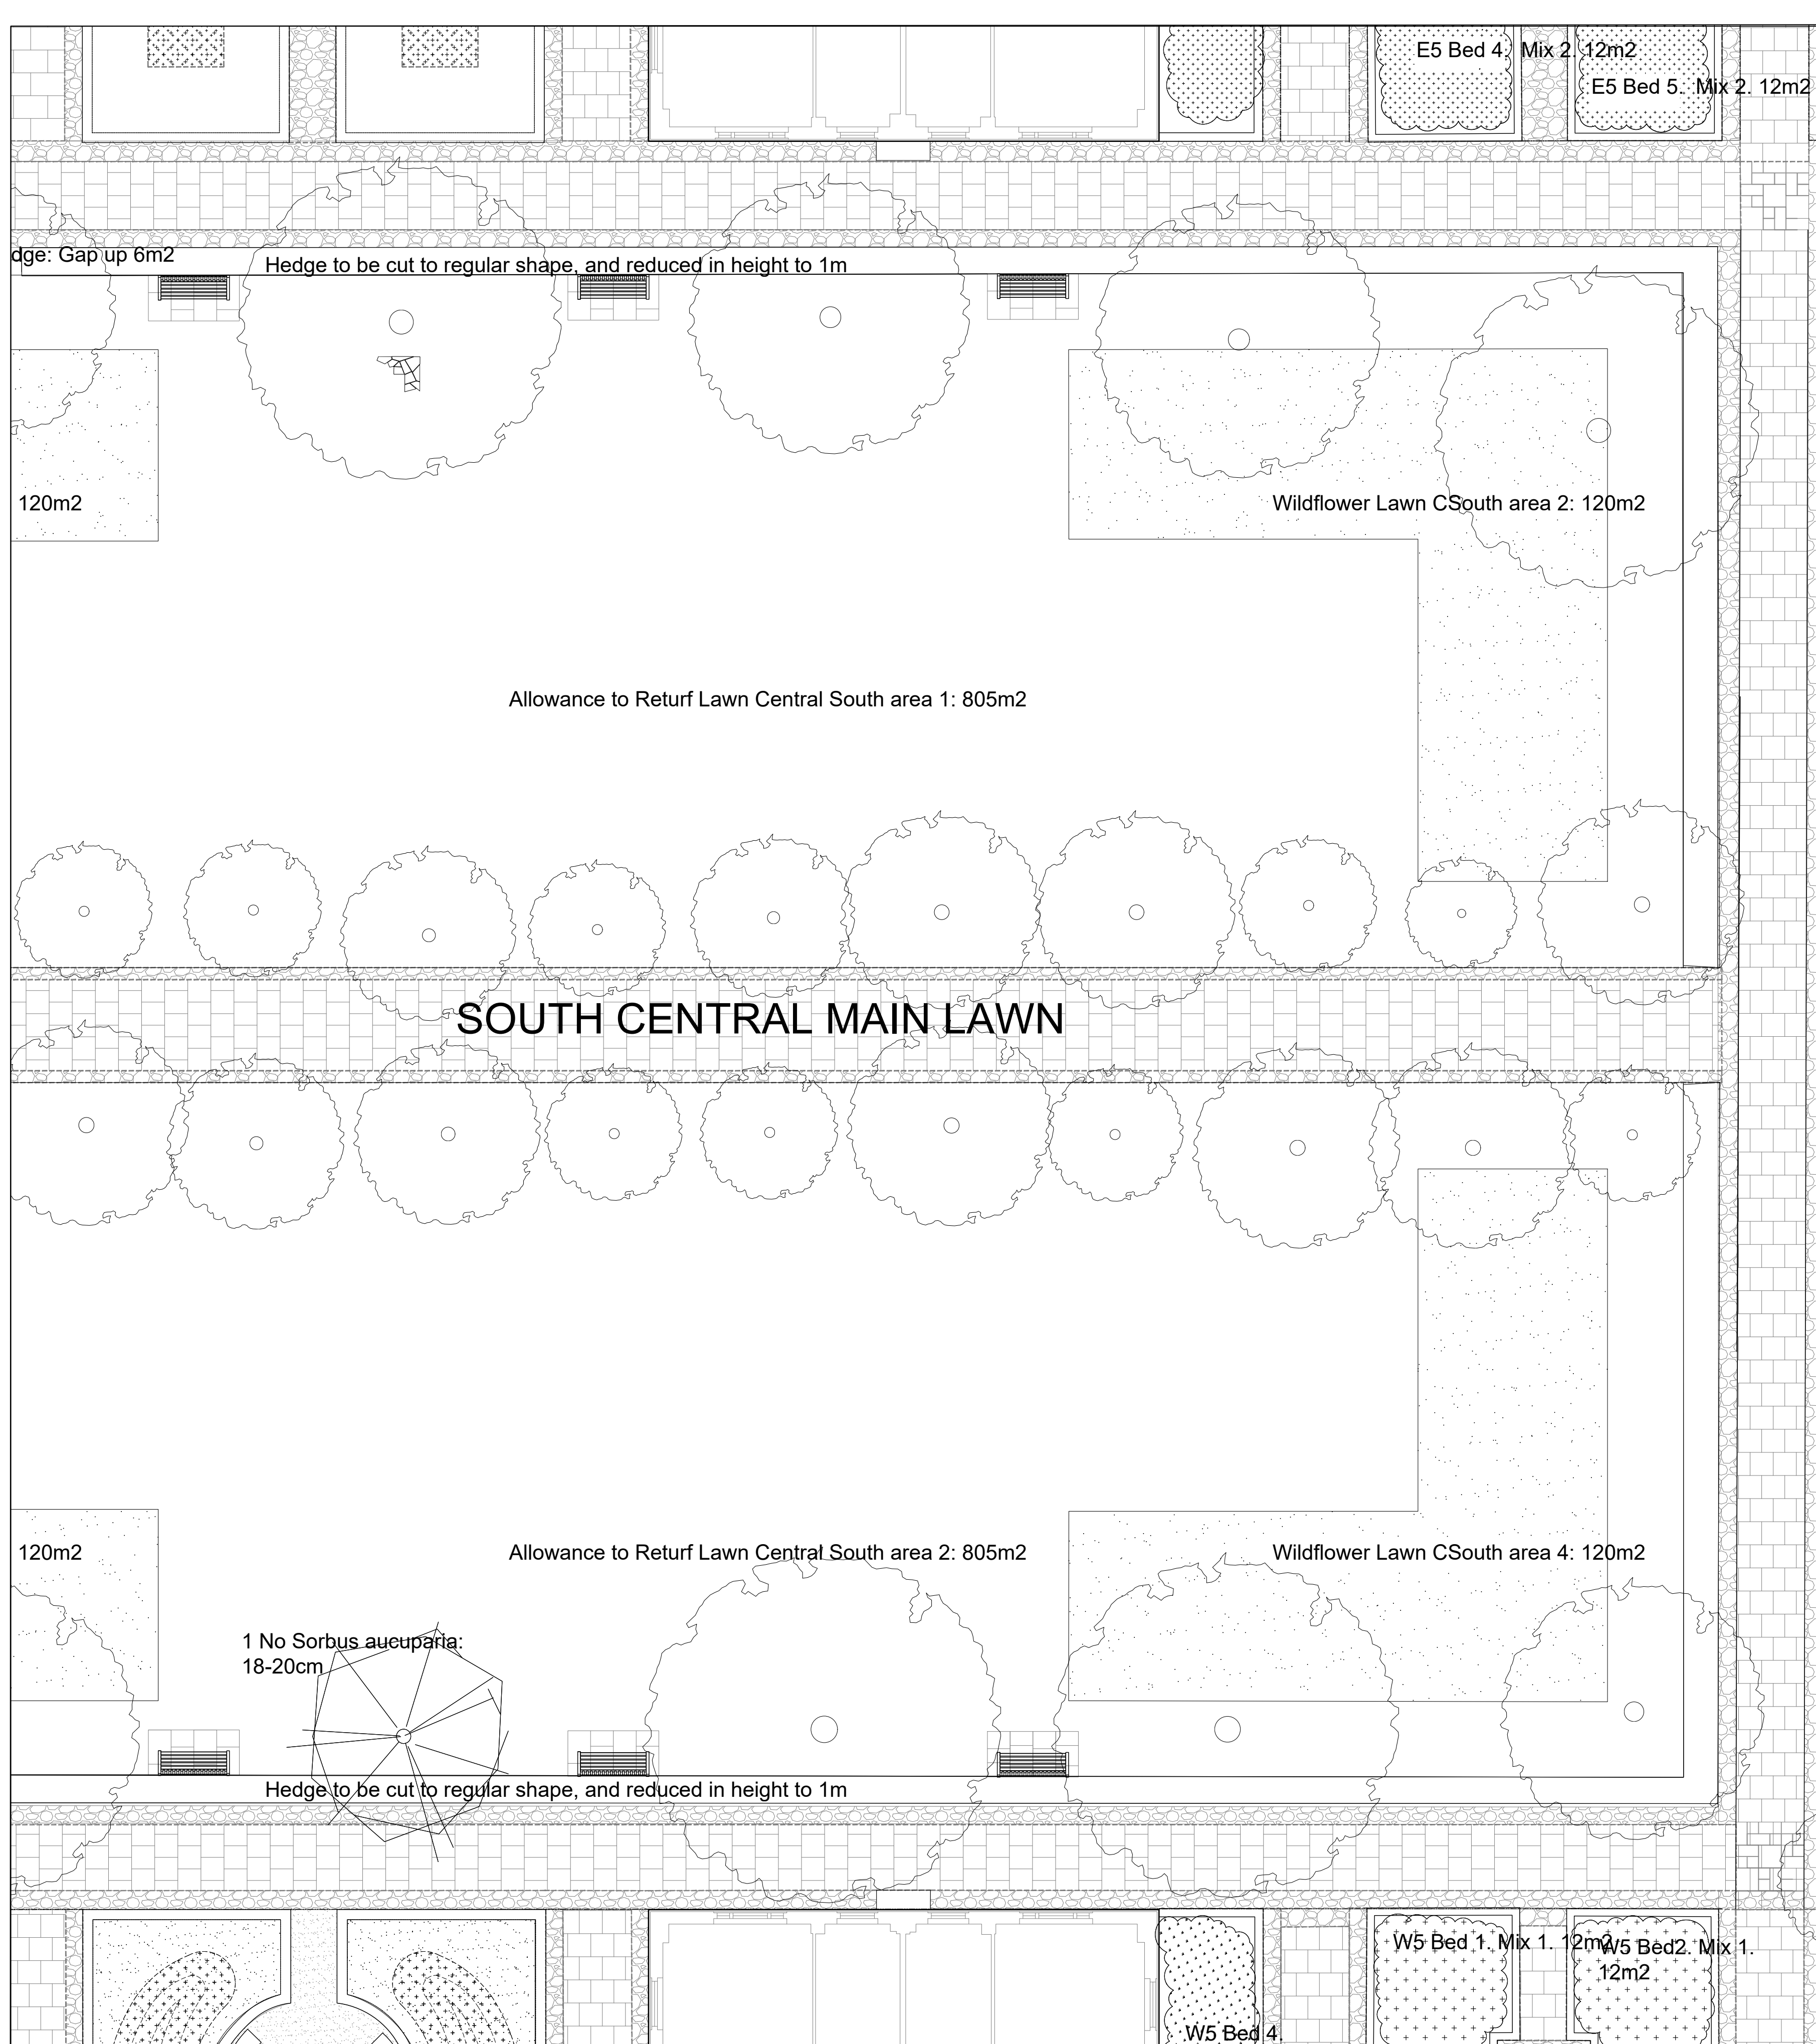 E5 Bed 4. Mix 2. 12m2
E5 Bed 5. Mix 2. 12m2
dge: Gap up 6m2
Hedge to be cut to regular shape, and reduced in height to 1m
120m2
Wildflower Lawn CSouth area 2: 120m2
Allowance to Returf Lawn Central South area 1: 805m2
SOUTH CENTRAL MAIN LAWN
120m2
Allowance to Returf Lawn Central South area 2: 805m2
Wildflower Lawn CSouth area 4: 120m2
1 No Sorbus aucuparia:
18-20cm
Hedge to be cut to regular shape, and reduced in height to 1m
W5 Bed 1. Mix 1. 12m2
W5 Bed2. Mix 1.
12m2
W5 Bed 4.